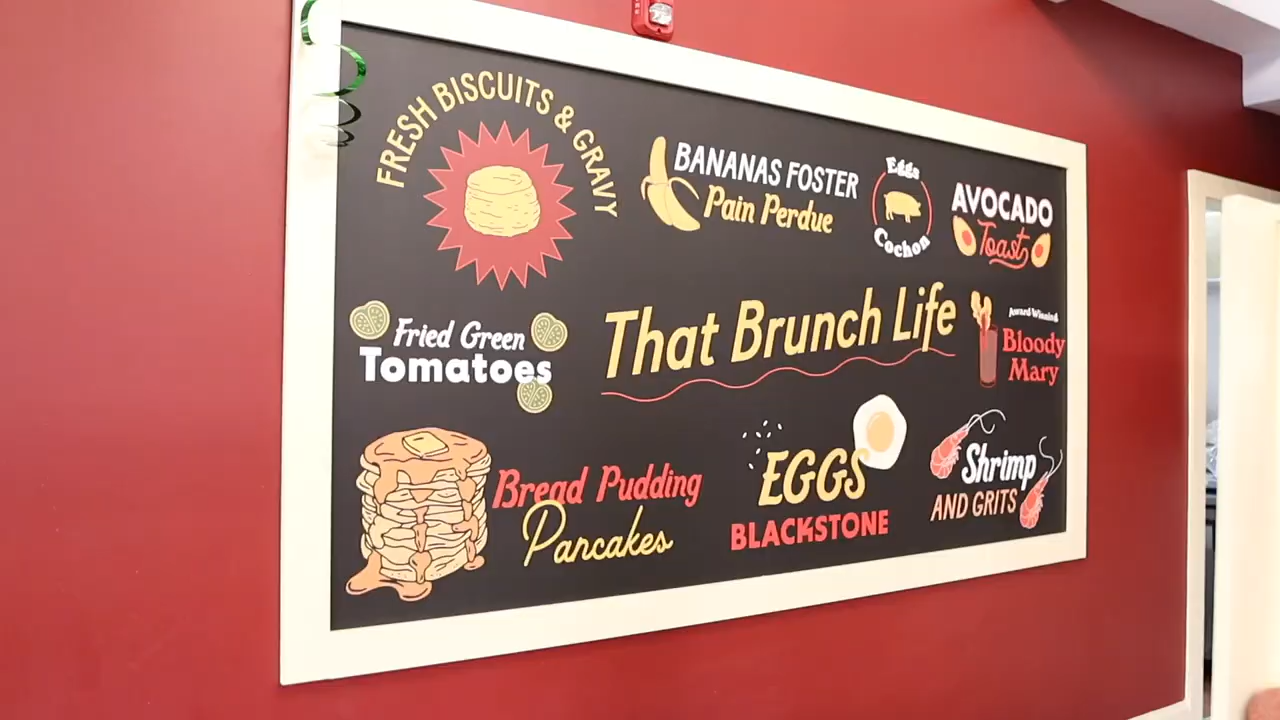 FRESH BISCUITS & GRAVY
BANANAS FOSTER
Pain Perdue
Eggs
Cochon
AVOCADO
Toast
Fried Green
Tomatoes
That Brunch Life
Award Winning
Bloody
Mary
Bread Pudding
Pancakes
EGGS
BLACKSTONE
Shrimp
AND GRITS